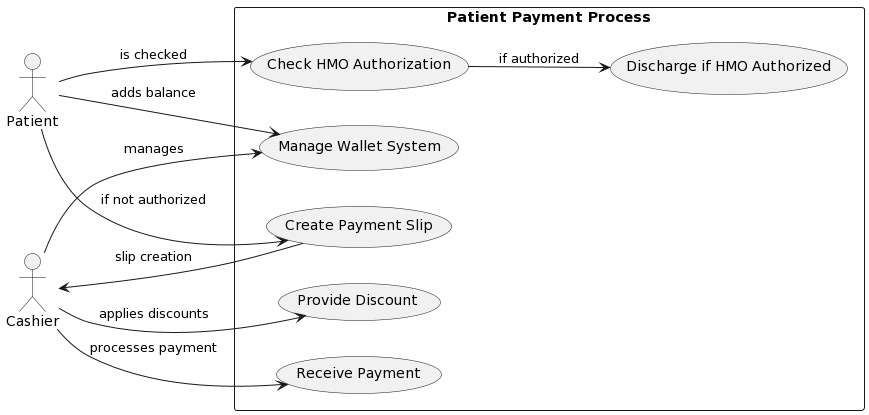 Patient Payment Process
is checked
Check HMO Authorization
if authorized
Discharge if HMO Authorized
adds balance
Patient
manages
Manage Wallet System
if not authorized
Create Payment Slip
slip creation
Cashier
applies discounts
Provide Discount
processes payment
Receive Payment